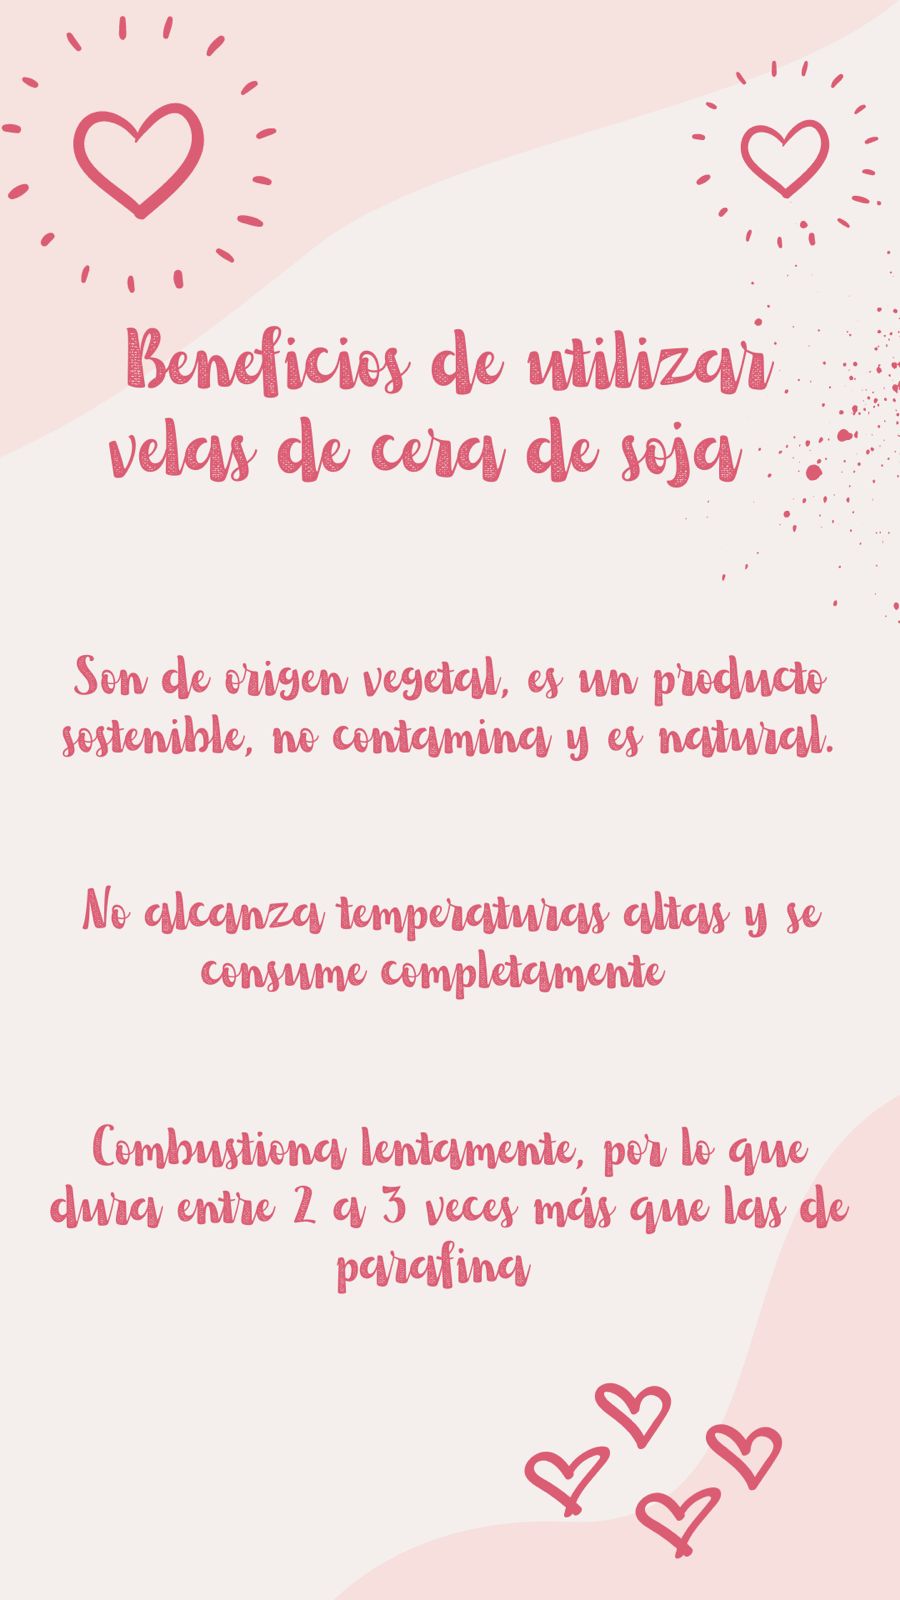 Beneficios de utilizar
velas de cera de soja
Son de origen vegetal, es un producto
sostenible, no contamina y es natural.
No alcanza temperaturas altas y se
consume completamente
Combustiona lentamente, por lo que
dura entre 2 a 3 veces más que las de
parafina